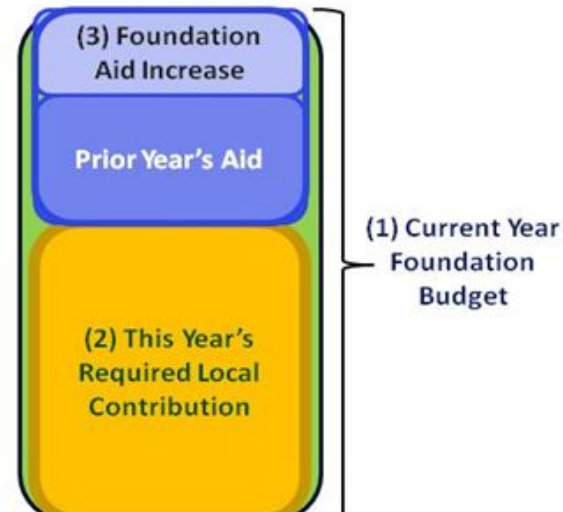 (3) Foundation
Aid Increase
Prior Year's Aid
(1) Current Year
Foundation
Budget
(2) This Year's
Required Local
Contribution